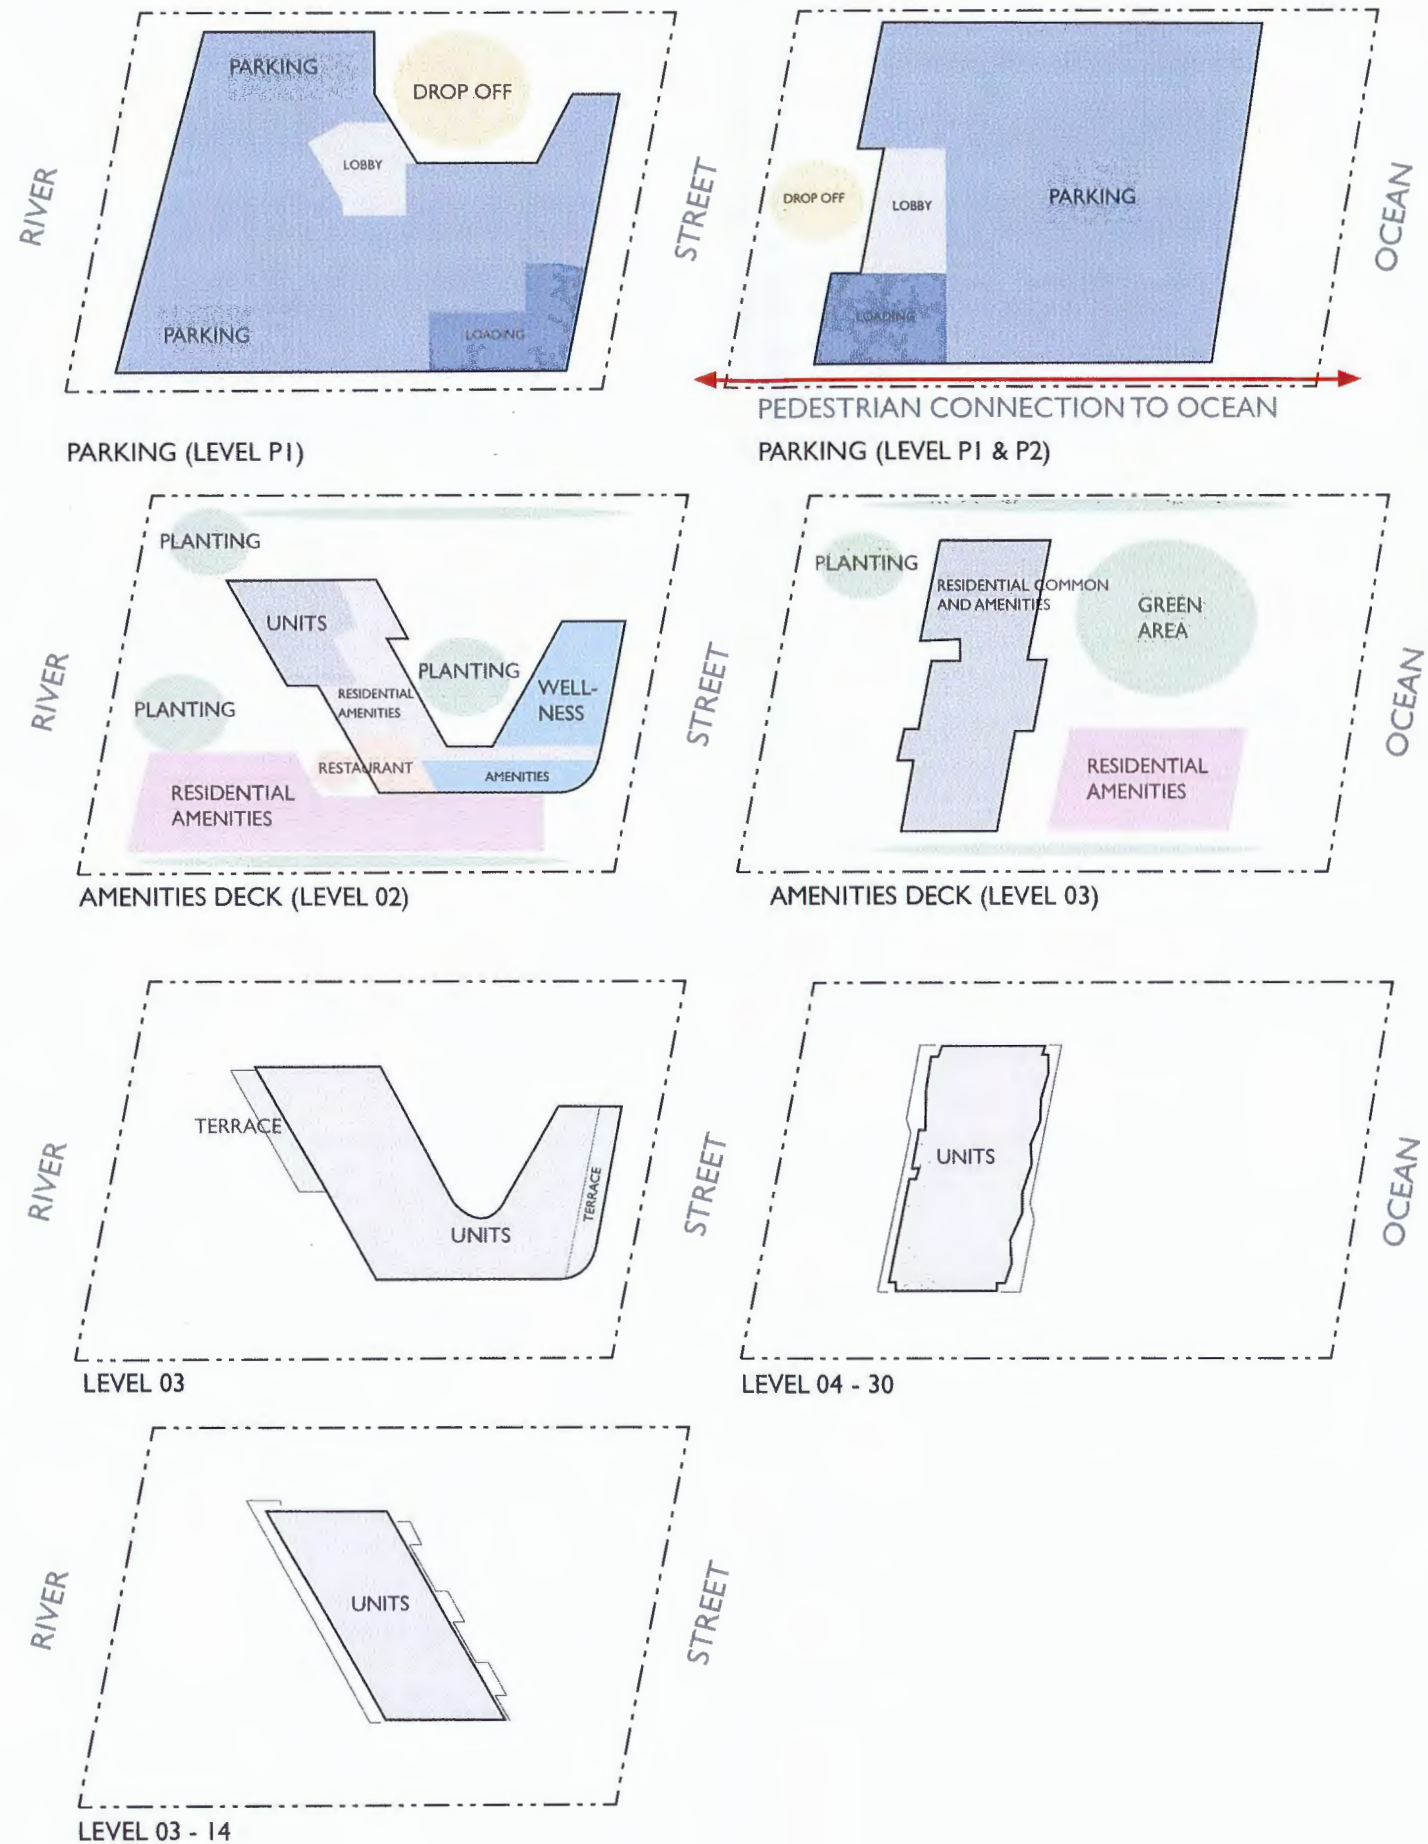 PARKING
DROP OFF
LOBBY
PARKING
LOADING
RIVER
STREET
DROP OFF
LOBBY
PARKING
LOADING
OCEAN
PEDESTRIAN CONNECTION TO OCEAN
PARKING (LEVEL P1)
PARKING (LEVEL P1 & P2)
PLANTING
UNITS
PLANTING
RESIDENTIAL
AMENITIES
WELL-
NESS
PLANTING
RESTAURANT
AMENITIES
RESIDENTIAL
AMENITIES
RIVER
STREET
PLANTING
RESIDENTIAL COMMON
AND AMENITIES
GREEN
AREA
RESIDENTIAL
AMENITIES
OCEAN
AMENITIES DECK (LEVEL 02)
AMENITIES DECK (LEVEL 03)
TERRACE
UNITS
TERRACE
RIVER
STREET
UNITS
OCEAN
LEVEL 03
LEVEL 04 - 30
UNITS
RIVER
STREET
LEVEL 03 - 14